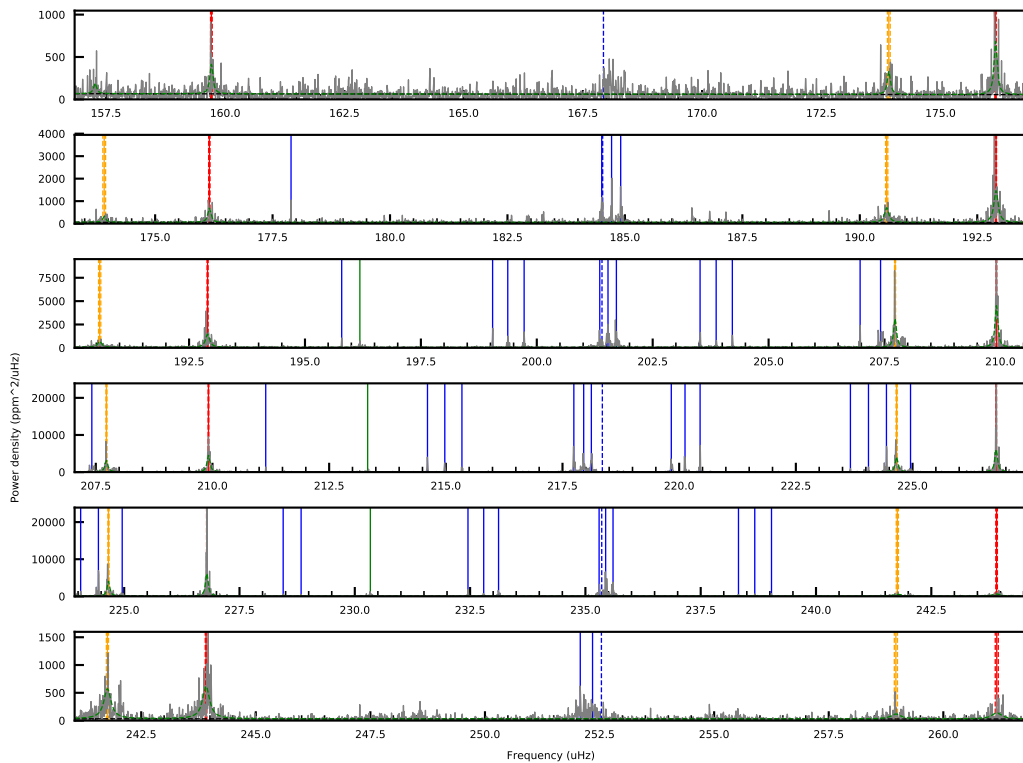 1000
500
0
157.5 160.0 162.5 165.0 167.5 170.0 172.5 175.0
4000
3000
2000
1000
0
175.0 177.5 180.0 182.5 185.0 187.5 190.0 192.5
7500
5000
2500
0
192.5 195.0 197.5 200.0 202.5 205.0 207.5 210.0
20000
10000
0
207.5 210.0 212.5 215.0 217.5 220.0 222.5 225.0
20000
10000
0
225.0 227.5 230.0 232.5 235.0 237.5 240.0 242.5
1500
1000
500
0
242.5 245.0 247.5 250.0 252.5 255.0 257.5 260.0
Power density (ppm^2/uHz)
Frequency (uHz)